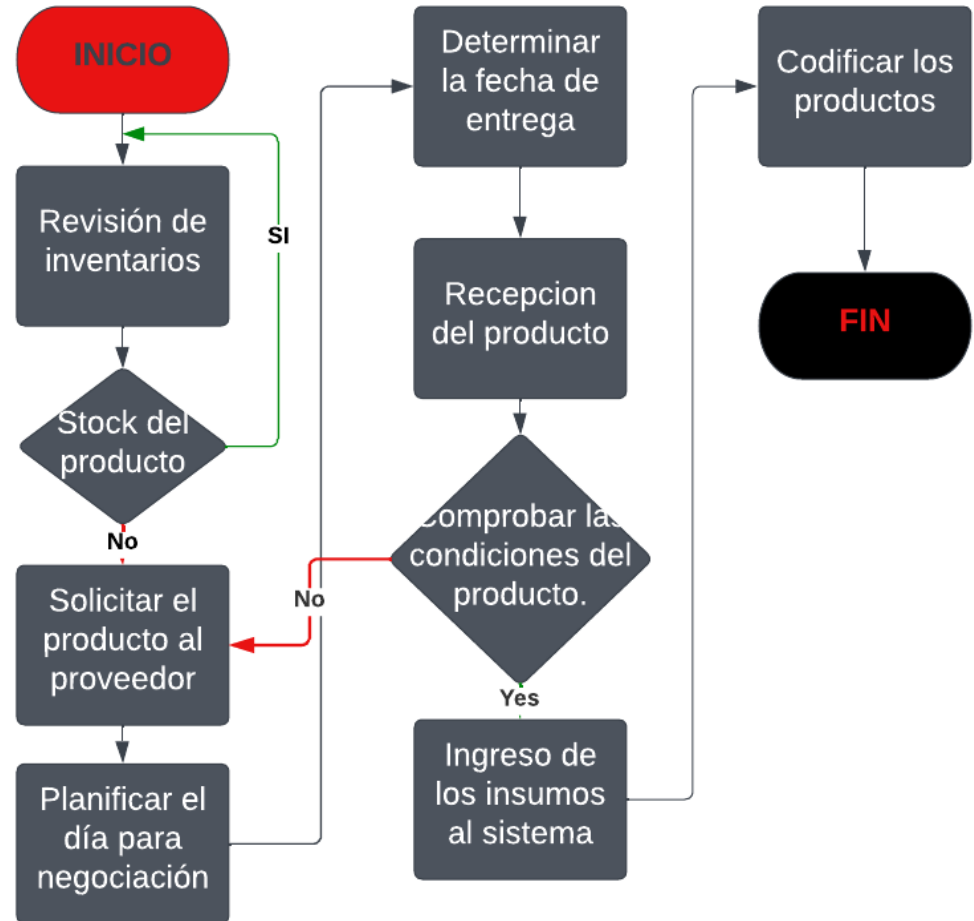 INICIO
Revisión de
inventarios
SI
Stock del
producto
No
Solicitar el
producto al
proveedor
Planificar el
día para
negociación
Determinar
la fecha de
entrega
Recepcion
del producto
Comprobar las
condiciones del
producto.
No
Yes
Ingreso de
los insumos
al sistema
Codificar los
productos
FIN